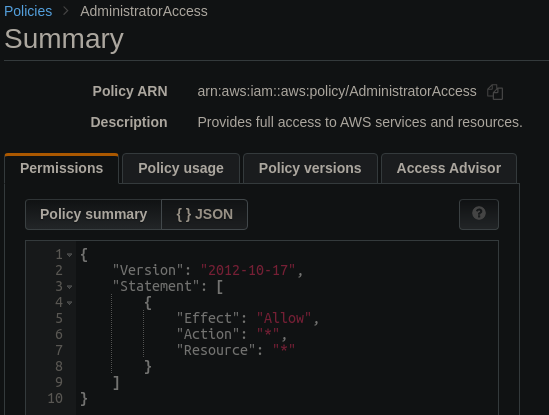 Policies > AdministratorAccess
Summary
Policy ARN arn:aws:iam::aws:policy/AdministratorAccess
Description Provides full access to AWS services and resources.
Permissions Policy usage Policy versions Access Advisor
Policy summary { } JSON ?
1 {
2 "Version": "2012-10-17",
3 "Statement": [
4 {
5 "Effect": "Allow",
6 "Action": "*",
7 "Resource": "*"
8 }
9 ]
10 }